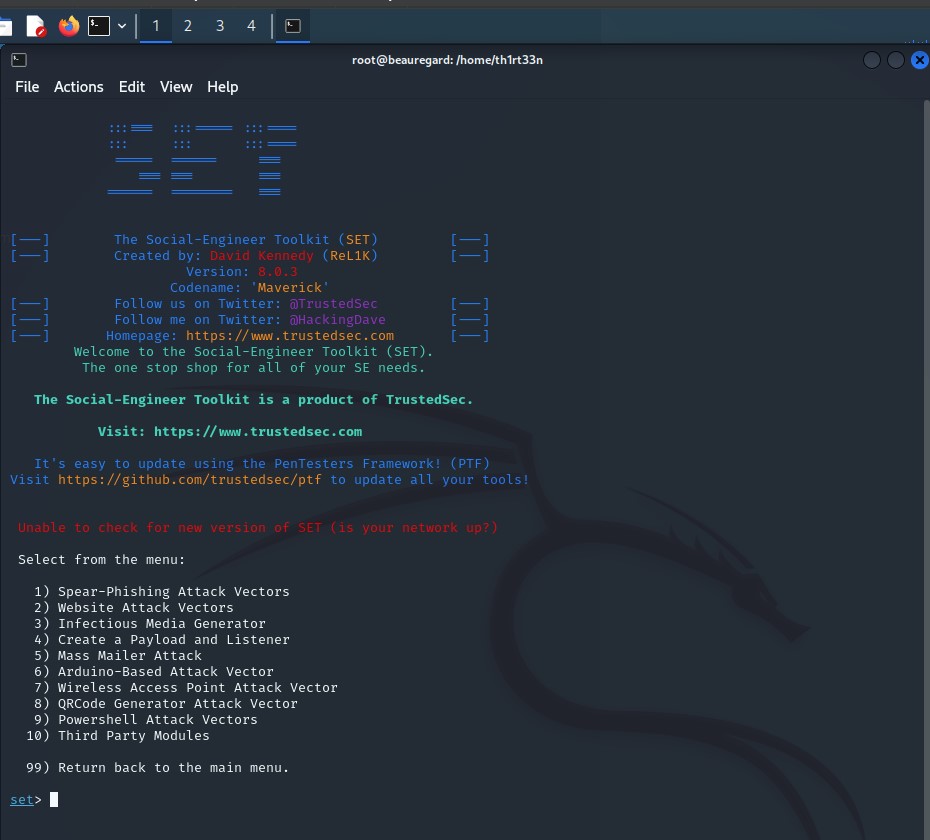 1 2 3 4
root@beauregard: /home/th1rt33n
File Actions Edit View Help
[---] The Social-Engineer Toolkit (SET) [---]
[---] Created by: David Kennedy (ReL1K) [---]
Version: 8.0.3
Codename: 'Maverick'
[---] Follow us on Twitter: @TrustedSec [---]
[---] Follow me on Twitter: @HackingDave [---]
[---] Homepage: https://www.trustedsec.com [---]
Welcome to the Social-Engineer Toolkit (SET).
The one stop shop for all of your SE needs.
The Social-Engineer Toolkit is a product of TrustedSec.
Visit: https://www.trustedsec.com
It's easy to update using the PenTesters Framework! (PTF)
Visit https://github.com/trustedsec/ptf to update all your tools!
Unable to check for new version of SET (is your network up?)
Select from the menu:
1) Spear-Phishing Attack Vectors
2) Website Attack Vectors
3) Infectious Media Generator
4) Create a Payload and Listener
5) Mass Mailer Attack
6) Arduino-Based Attack Vector
7) Wireless Access Point Attack Vector
8) QRCode Generator Attack Vector
9) Powershell Attack Vectors
10) Third Party Modules
99) Return back to the main menu.
set>